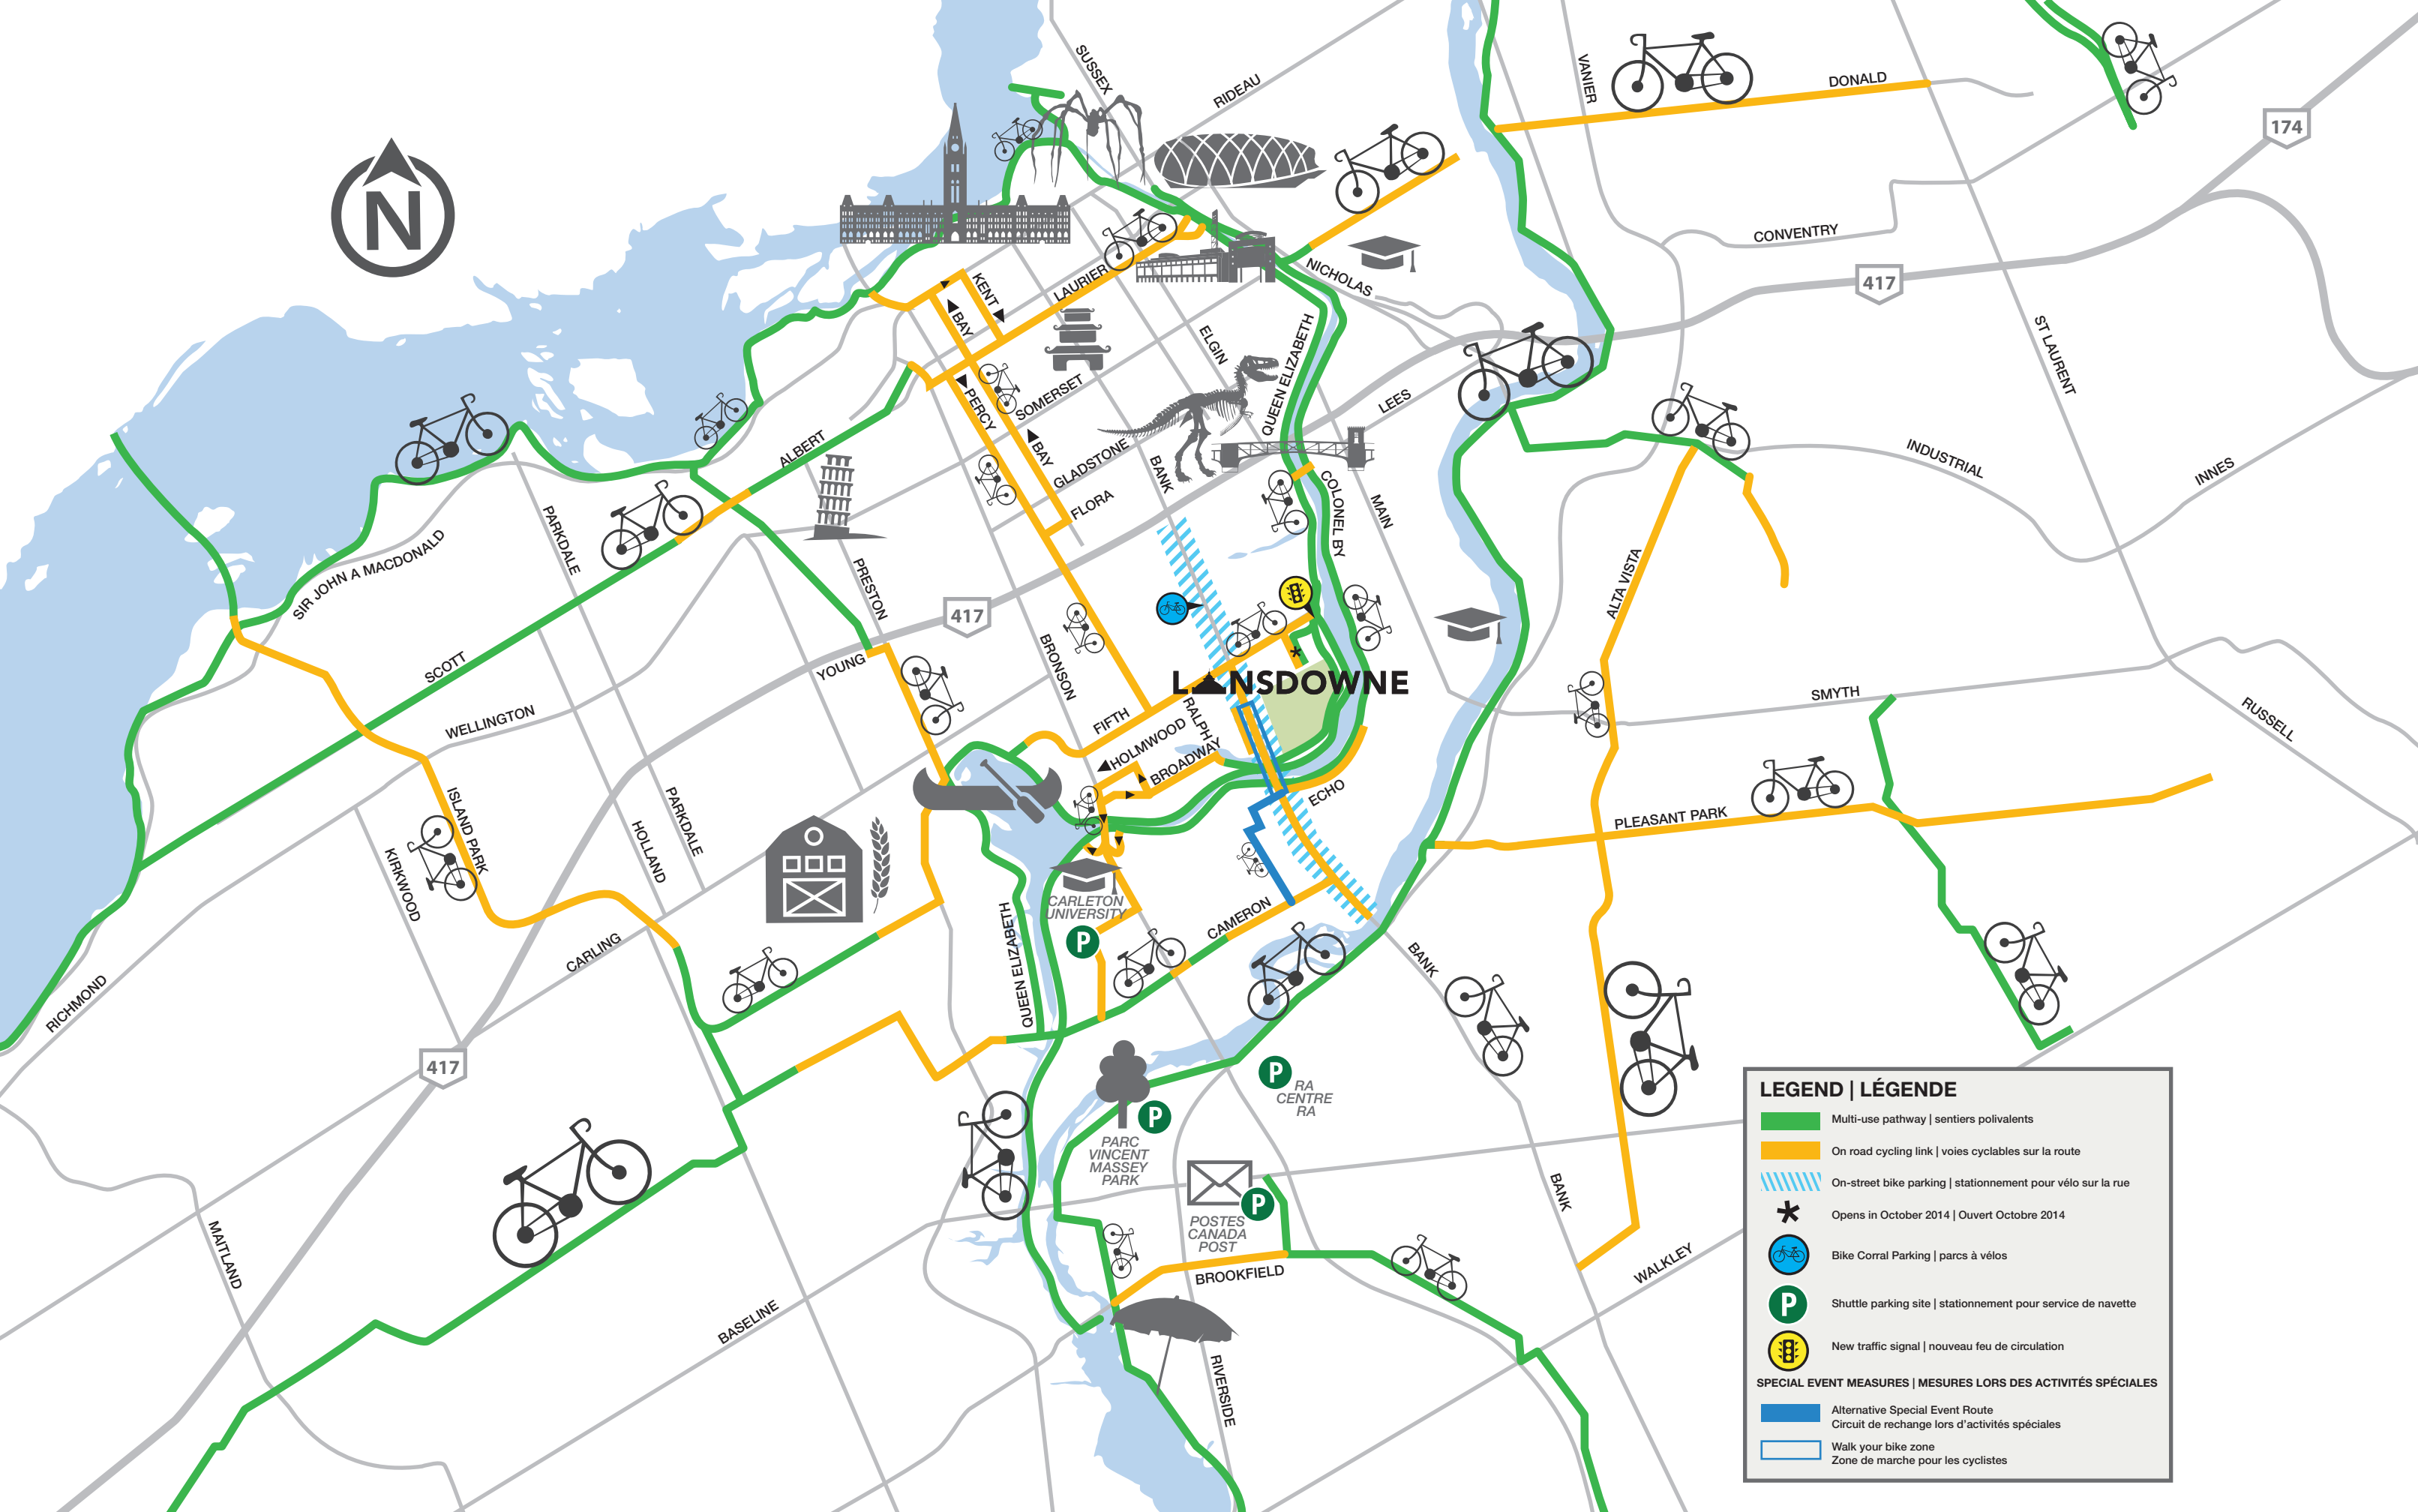 SUSSEX
RIDEAU
VANIER
DONALD
174
N
CONVENTRY
417
NICHOLAS
KENT
LAURIER
BAY
ELGIN
QUEEN ELIZABETH
ST LAURENT
PERCY
SOMERSET
LEES
BAY
ALBERT
GLADSTONE
BANK
FLORA
COLONEL BY
MAIN
INDUSTRIAL
INNES
PARKDALE
SIR JOHN A MACDONALD
PRESTON
ALTA VISTA
417
SCOTT
YOUNG
BRONSON
*
LANSDOWNE
SMYTH
RUSSELL
WELLINGTON
FIFTH
RALPH
HOLMWOOD
BROADWAY
ECHO
ISLAND PARK
PARKDALE
HOLLAND
KIRKWOOD
PLEASANT PARK
CARLETON
UNIVERSITY
P
CAMERON
QUEEN ELIZABETH
CARLING
BANK
RICHMOND
417
P
RA
CENTRE
RA
P
PARC
VINCENT
MASSEY
PARK
P
POSTES
CANADA
POST
BANK
BROOKFIELD
WALKLEY
MAITLAND
BASELINE
RIVERSIDE
LEGEND | LÉGENDE
Multi-use pathway | sentiers polivalents
On road cycling link | voies cyclables sur la route
On-street bike parking | stationnement pour vélo sur la rue
* Opens in October 2014 | Ouvert Octobre 2014
Bike Corral Parking | parcs à vélos
P Shuttle parking site | stationnement pour service de navette
New traffic signal | nouveau feu de circulation
SPECIAL EVENT MEASURES | MESURES LORS DES ACTIVITÉS SPÉCIALES
Alternative Special Event Route
Circuit de rechange lors d'activités spéciales
Walk your bike zone
Zone de marche pour les cyclistes